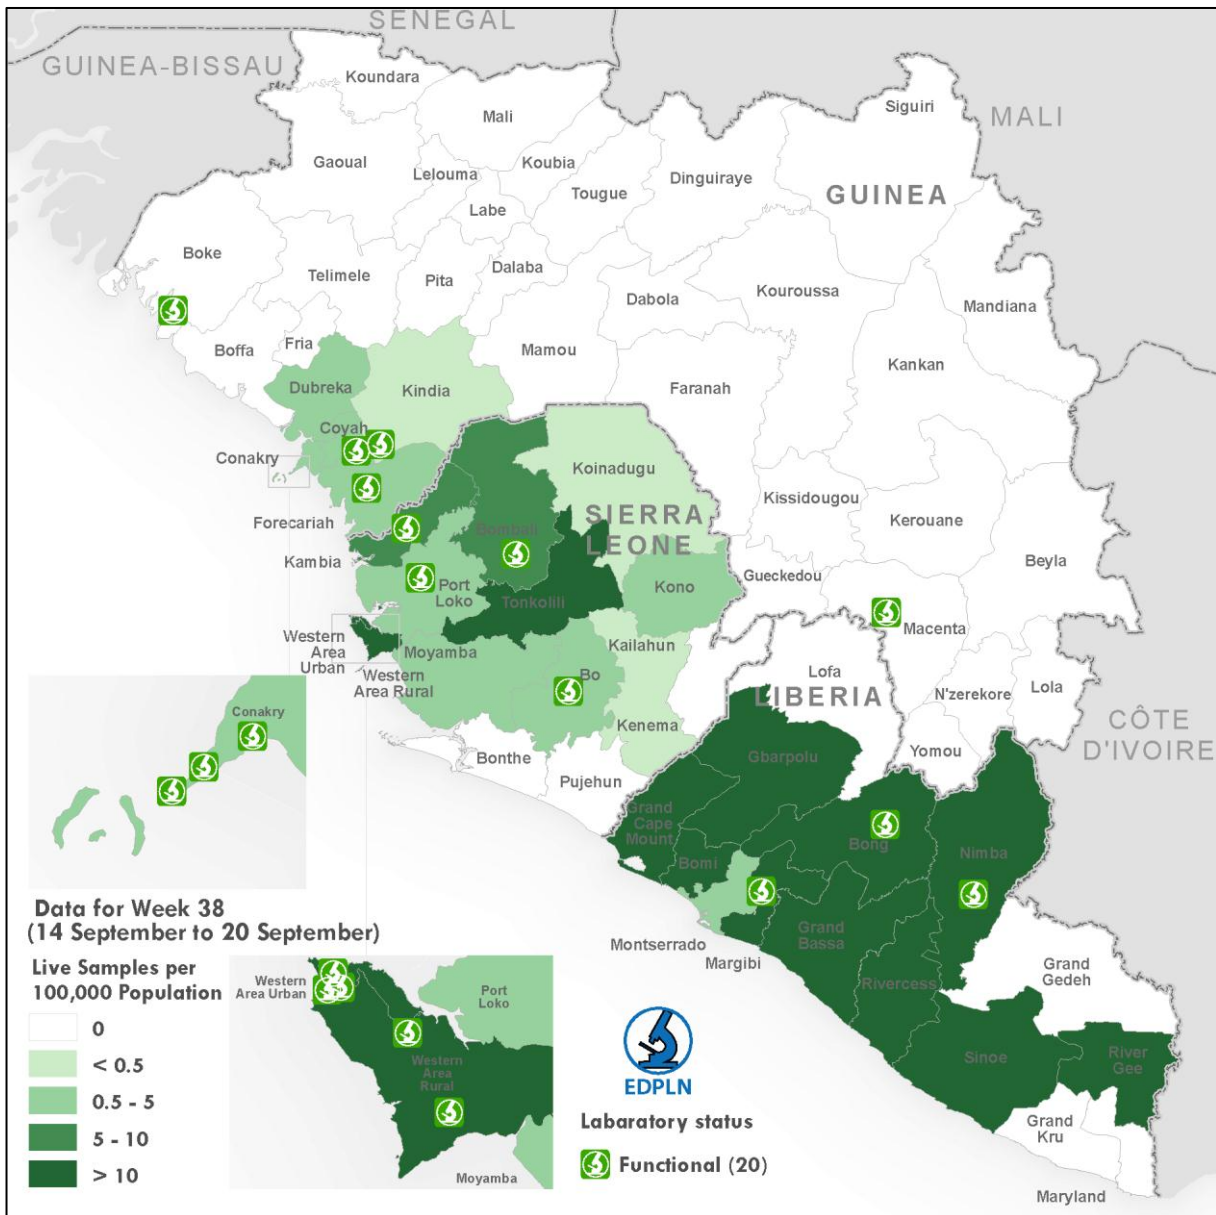 SENEGAL
GUINEA-BISSAU
MALI
Koundara
Mali
Siguiri
Gaoual
Koubia
Lelouma
Tougue
Dinguiraye
Labe
GUINEA
Boke
Telimele
Pita
Dalaba
Dabola
Kouroussa
Mandiana
Boffa
Fria
Mamou
Kankan
Dubreka
Kindia
Faranah
Coyah
Conakry
Koinadugu
Kissidougou
Kerouane
Forecariah
Bombali
SIERRA
LEONE
Kambia
Beyla
Port
Loko
Kono
Gueckedou
Tonkolili
Macenta
Western
Area
Urban
Moyamba
Kailahun
Western
Area Rural
Bo
Lofa
LIBERIA
N'zerekore
Lola
Conakry
Kenema
CÔTE
D'IVOIRE
Bonthe
Gbarpolu
Yomou
Pujehun
Grand
Cape
Mount
Bong
Nimba
Bomi
Data for Week 38
(14 September to 20 September)
Grand
Bassa
Montserrado
Margibi
Live Samples per
100,000 Population
0
< 0.5
0.5 - 5
5 - 10
> 10
Western
Area Urban
Port
Loko
Western
Area
Rural
Moyamba
Rivercess
Grand
Gedeh
Sinoe
River
Gee
EDPLN
Labaratory status
Functional (20)
Grand
Kru
Maryland